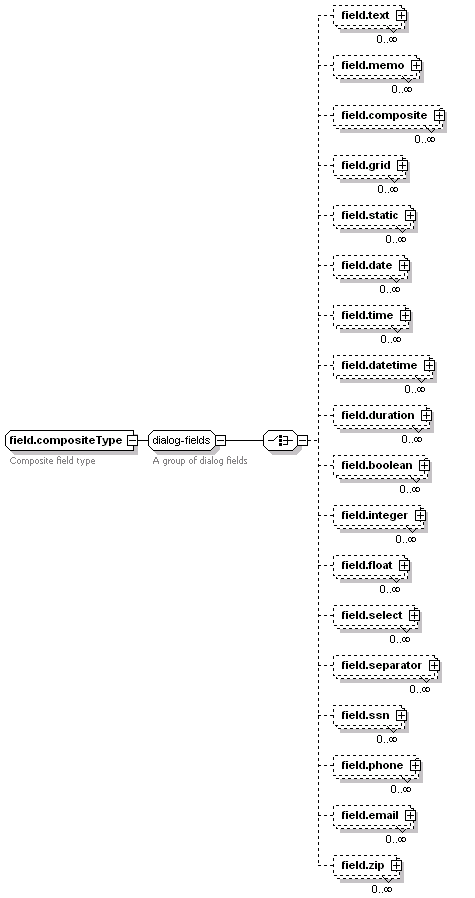 field.text
0..∞
field.memo
0..∞
field.composite
0..∞
field.grid
0..∞
field.static
0..∞
field.date
0..∞
field.time
0..∞
field.datetime
0..∞
field.duration
0..∞
field.compositeType
Composite field type
dialog-fields
A group of dialog fields
field.boolean
0..∞
field.integer
0..∞
field.float
0..∞
field.select
0..∞
field.separator
0..∞
field.ssn
0..∞
field.phone
0..∞
field.email
0..∞
field.zip
0..∞